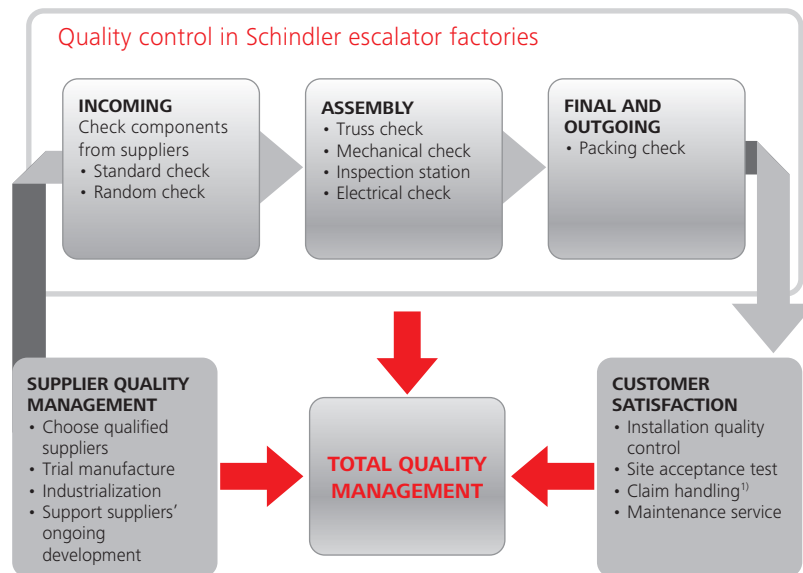 Quality control in Schindler escalator factories
INCOMING
Check components
from suppliers
• Standard check
• Random check
ASSEMBLY
• Truss check
• Mechanical check
• Inspection station
• Electrical check
FINAL AND
OUTGOING
• Packing check
SUPPLIER QUALITY
MANAGEMENT
• Choose qualified
suppliers
• Trial manufacture
• Industrialization
• Support suppliers’
ongoing
development
TOTAL QUALITY
MANAGEMENT
CUSTOMER
SATISFACTION
• Installation quality
control
• Site acceptance test
• Claim handling¹⁾
• Maintenance service